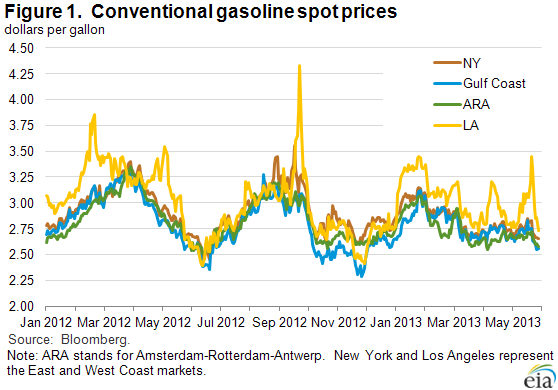 Figure 1.  Conventional gasoline spot prices
dollars per gallon
4.50
4.25
4.00
3.75
3.50
3.25
3.00
2.75
2.50
2.25
2.00
NY
Gulf Coast
ARA
LA
Jan 2012 Mar 2012 May 2012 Jul 2012 Sep 2012 Nov 2012 Jan 2013 Mar 2013 May 2013
Source:  Bloomberg.
Note: ARA stands for Amsterdam-Rotterdam-Antwerp.  New York and Los Angeles represent
the East and West Coast markets.
eia